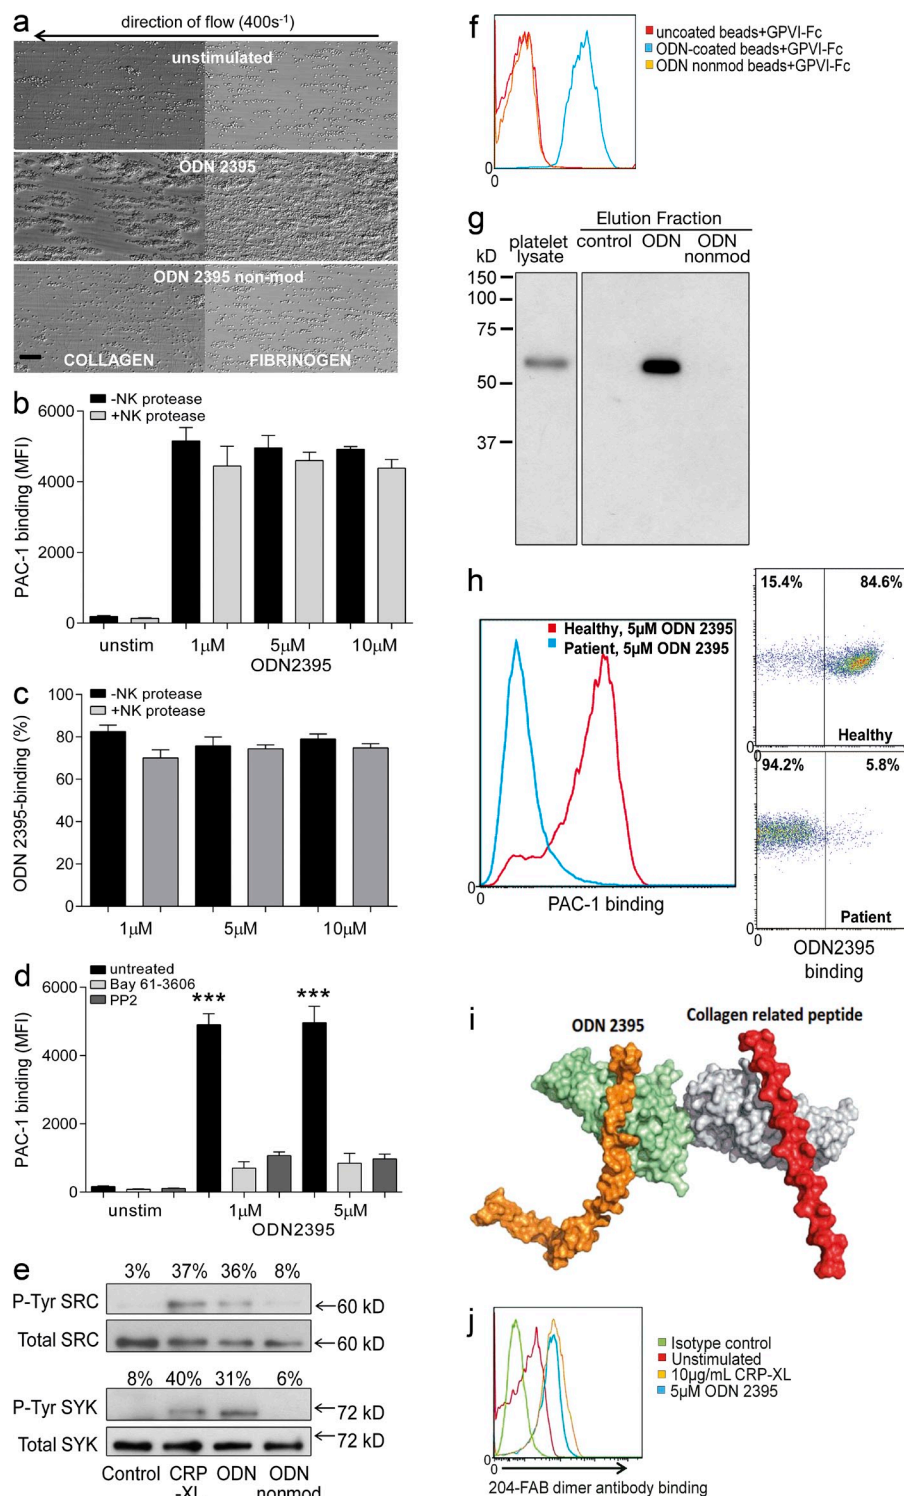 a
direction of flow (400s-1)
unstimulated
ODN 2395
ODN 2395 non-mod
COLLAGEN FIBRINOGEN
b
-NK protease
+NK protease
PAC-1 binding (MFI)
6000
4000
2000
0
unstim 1µM 5µM 10µM
ODN2395
c
-NK protease
+NK protease
ODN 2395-binding (%)
100
80
60
40
20
0
1µM 5µM 10µM
d
untreated
Bay 61-3606
PP2
PAC-1 binding (MFI)
6000
4000
2000
0
*** ***
unstim 1µM 5µM
ODN2395
e
3% 37% 36% 8%
P-Tyr SRC ←60 kD
Total SRC ←60 kD
8% 40% 31% 6%
P-Tyr SYK ←72 kD
Total SYK ←72 kD
Control CRP ODN ODN
-XL nonmod
f
uncoated beads+GPVI-Fc
ODN-coated beads+GPVI-Fc
ODN nonmod beads+GPVI-Fc
0
0
g
Elution Fraction
platelet control ODN ODN
kD lysate nonmod
150
100
75
50
37
h
Healthy, 5µM ODN 2395
Patient, 5µM ODN 2395
0
0
PAC-1 binding
15.4% 84.6%
Healthy
0
0
94.2% 5.8%
Patient
0
0
ODN2395
binding
i
ODN 2395
Collagen related peptide
j
Isotype control
Unstimulated
10µg/mL CRP-XL
5µM ODN 2395
0
0
204-FAB dimer antibody binding